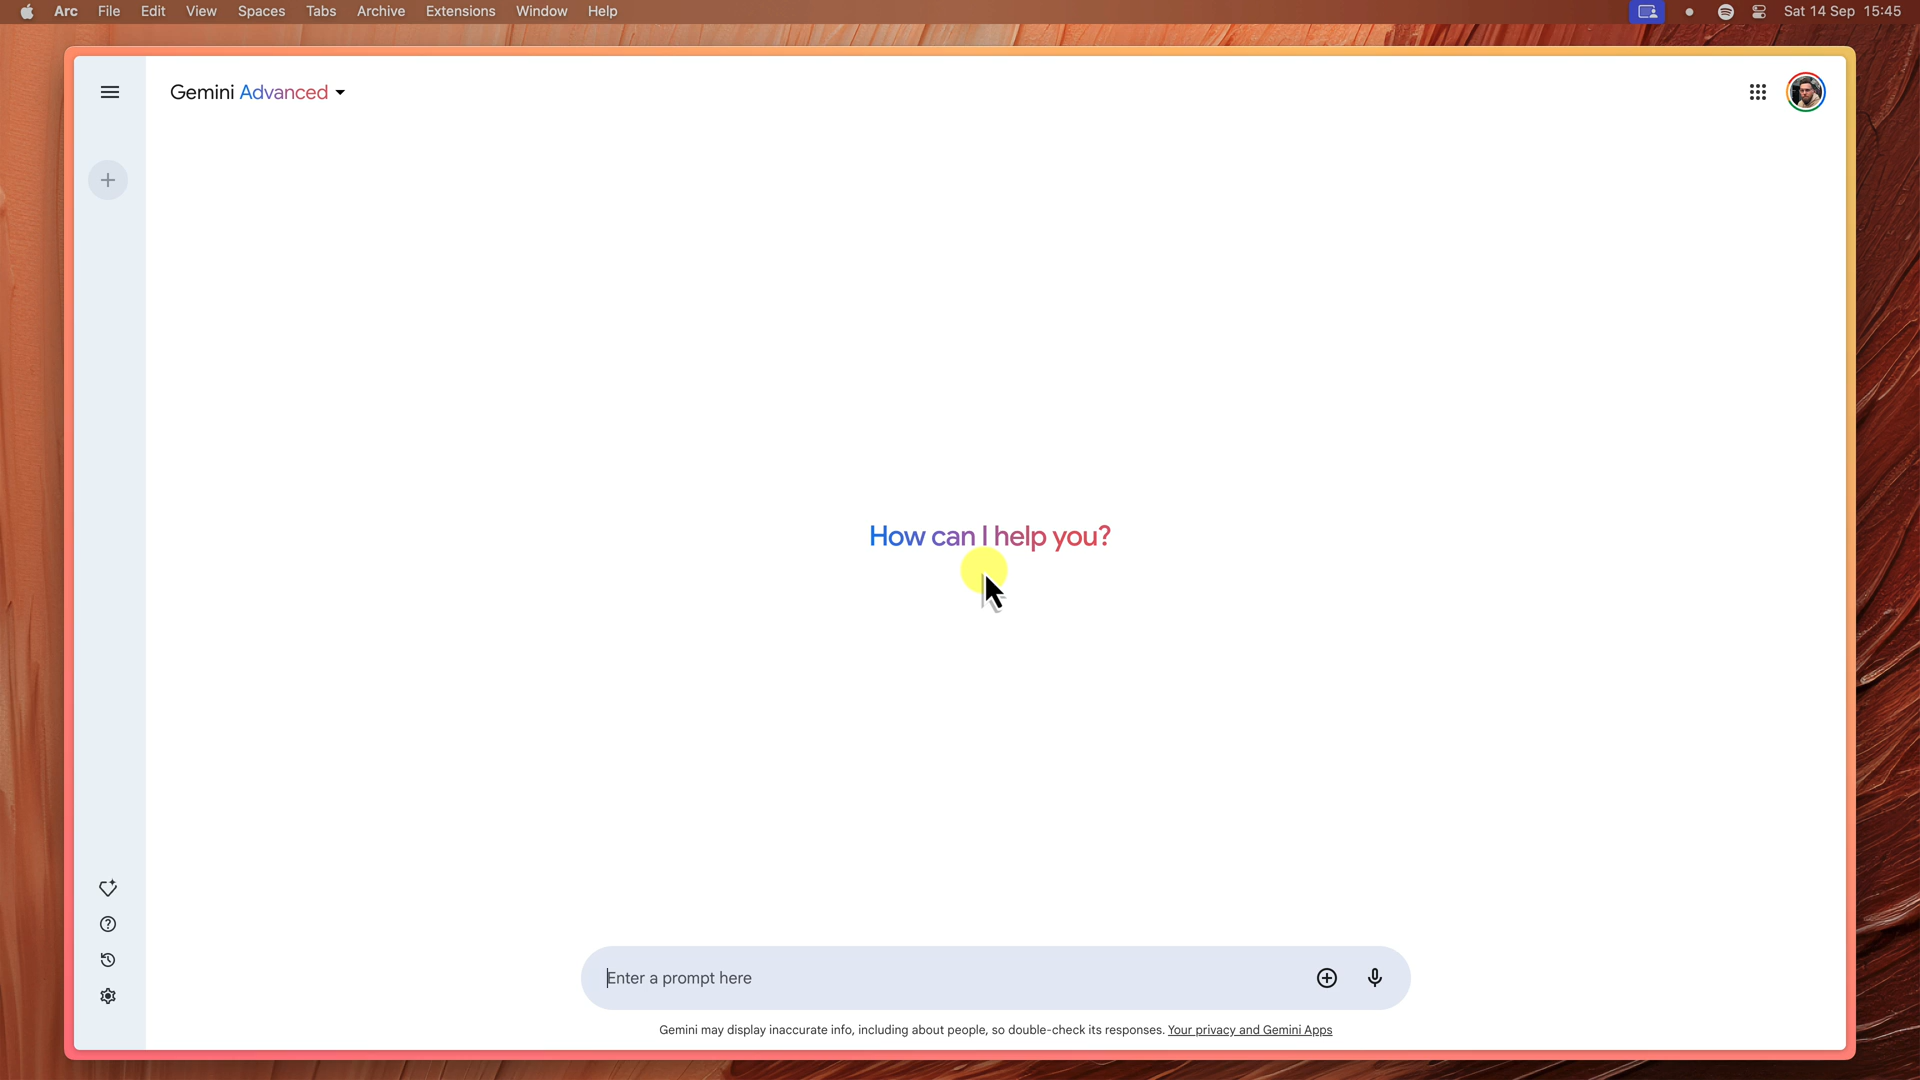 Arc File Edit View Spaces Tabs Archive Extensions Window Help Sat 14 Sep 15:45
Gemini Advanced
How can I help you?
Enter a prompt here
Gemini may display inaccurate info, including about people, so double-check its responses. Your privacy and Gemini Apps